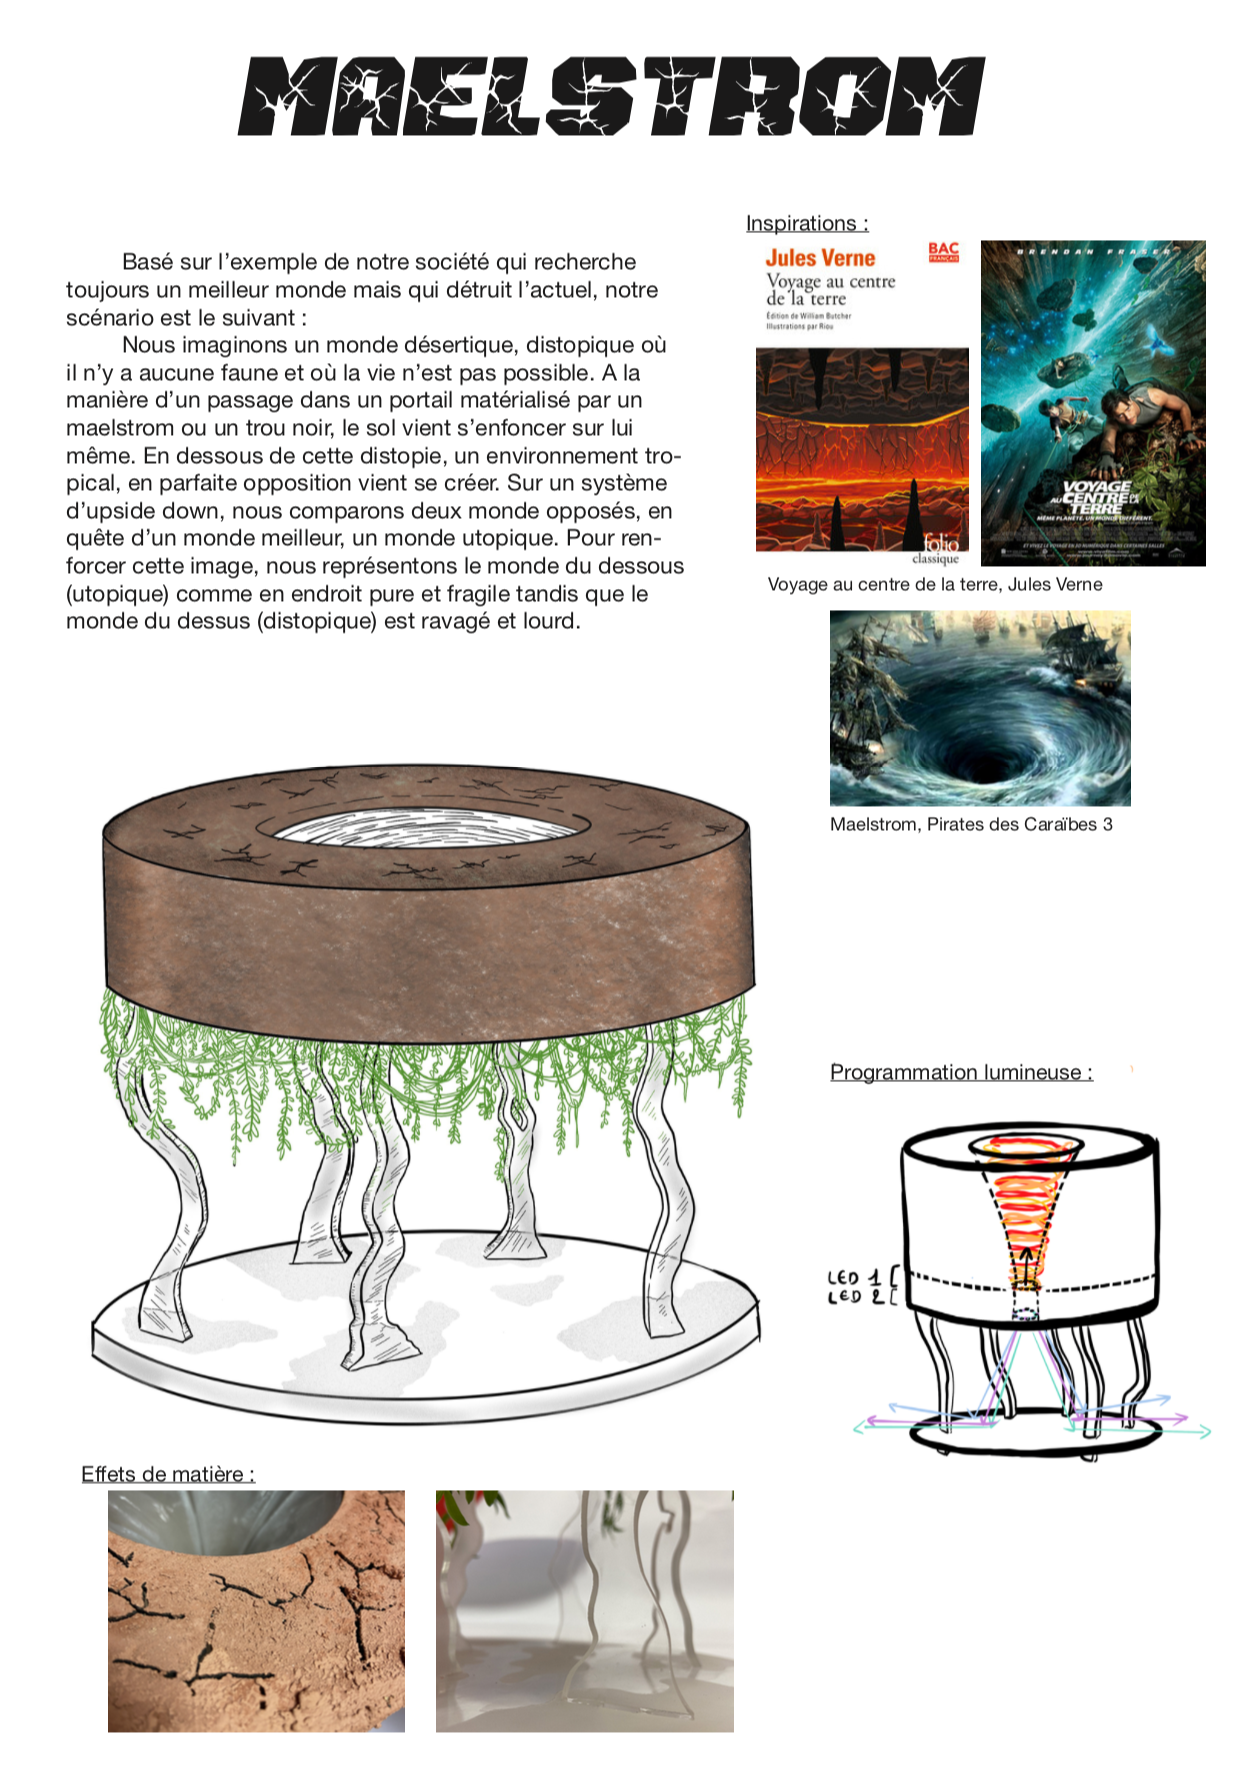 MAELSTROM
Basé sur l'exemple de notre société qui recherche
toujours un meilleur monde mais qui détruit l'actuel, notre
scénario est le suivant :
Nous imaginons un monde désertique, distopique où
il n'y a aucune faune et où la vie n'est pas possible. A la
manière d'un passage dans un portail matérialisé par un
maelstrom ou un trou noir, le sol vient s'enfoncer sur lui
même. En dessous de cette distopie, un environnement tro-
pical, en parfaite opposition vient se créer. Sur un système
d'upside down, nous comparons deux monde opposés, en
quête d'un monde meilleur, un monde utopique. Pour ren-
forcer cette image, nous représentons le monde du dessous
(utopique) comme en endroit pure et fragile tandis que le
monde du dessus (distopique) est ravagé et lourd.
Inspirations :
Jules Verne
BAC
FRANÇAIS
Voyage au centre
de la terre
Édition de William Butcher
Illustrations par Riou
folio
classique
BRENDAN FRASER
VOYAGE
AU CENTRE DE LA
TERRE
MÊME PLANÈTE. UN MONDE DIFFÉRENT.
Voyage au centre de la terre, Jules Verne
Maelstrom, Pirates des Caraïbes 3
Programmation lumineuse :
LED 1
LED 2
Effets de matière :